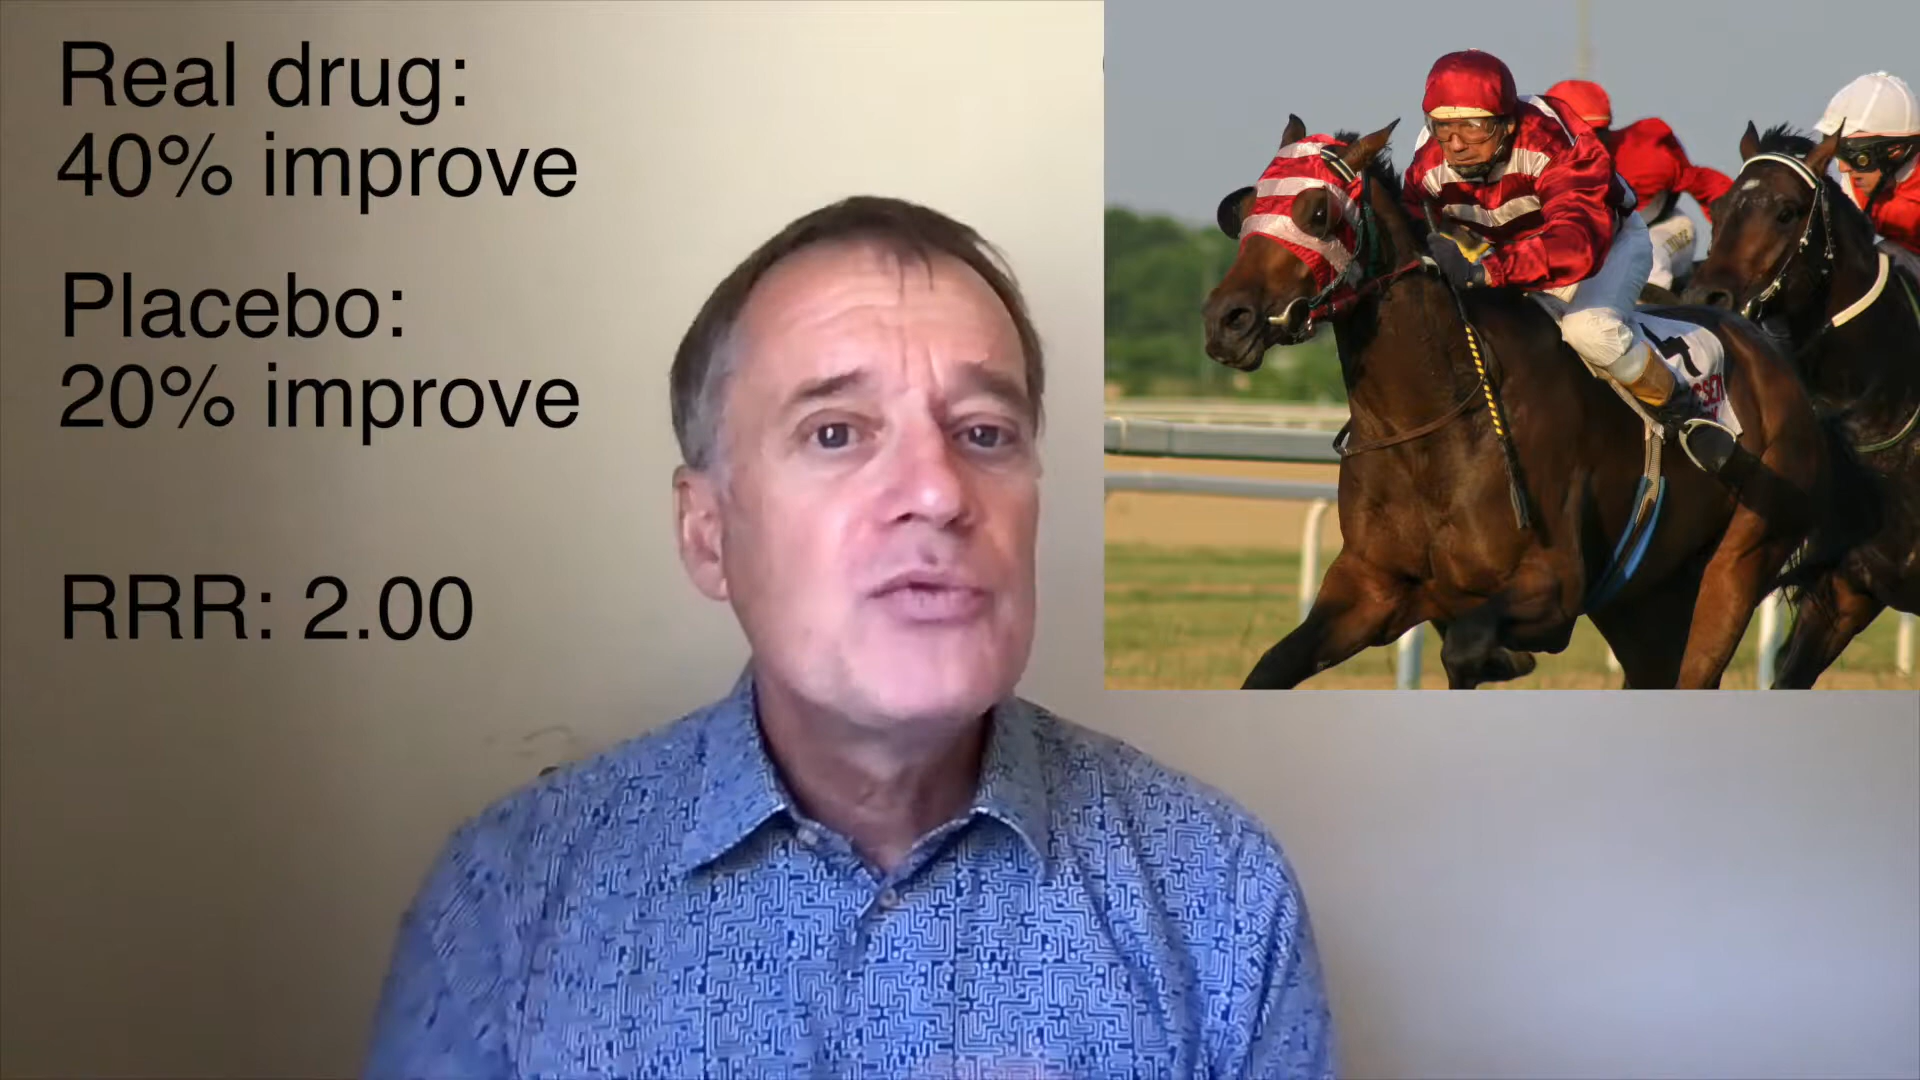 Real drug:
40% improve
Placebo:
20% improve
RRR: 2.00